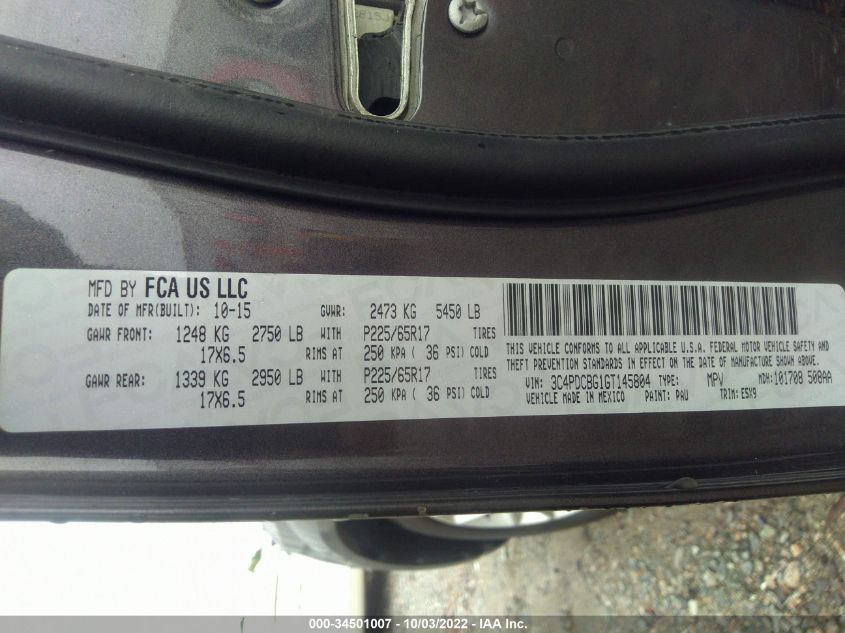 MFD BY FCA US LLC
DATE OF MFR(BUILT): 10-15 GVWR: 2473 KG 5450 LB
GAWR FRONT: 1248 KG 2750 LB WITH P225/65R17 TIRES
17X6.5 RIMS AT 250 KPA ( 36 PSI) COLD
GAWR REAR: 1339 KG 2950 LB WITH P225/65R17 TIRES
17X6.5 RIMS AT 250 KPA ( 36 PSI) COLD
THIS VEHICLE CONFORMS TO ALL APPLICABLE U.S.A. FEDERAL MOTOR VEHICLE SAFETY AND
THEFT PREVENTION STANDARDS IN EFFECT ON THE DATE OF MANUFACTURE SHOWN ABOVE.
VIN: 3C4PDCBG1GT145804 TYPE: MPV MDH: 101708 508AA
VEHICLE MADE IN MEXICO PAINT: PAU TRIM: E5X9
000-34501007 - 10/03/2022 - IAA Inc.